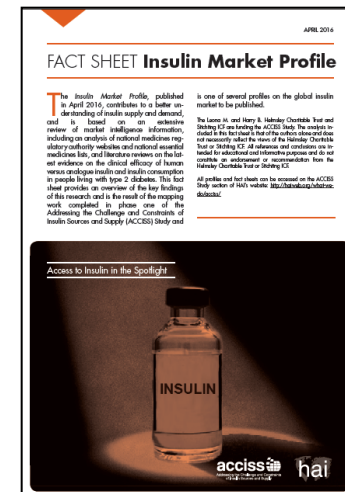 APRIL 2016
FACT SHEET Insulin Market Profile
The Insulin Market Profile, published
in April 2016, contributes to a better un-
derstanding of insulin supply and demand,
and is based on an extensive
review of market intelligence information,
including an analysis of national medicines reg-
ulatory authority websites and national essential
medicines lists, and literature reviews on the lat-
est evidence on the clinical efficacy of human
versus analogue insulin and insulin consumption
in people living with type 2 diabetes. This fact
sheet provides an overview of the key findings
of this research and is the result of the mapping
work completed in phase one of the
Addressing the Challenge and Constraints of
Insulin Sources and Supply (ACCISS) Study and
is one of several profiles on the global insulin
market to be published.
The Leona M. and Harry B. Helmsley Charitable Trust and
Stichting ICF are funding the ACCISS Study. The analysis in-
cluded in this fact sheet is that of the authors alone and does
not necessarily reflect the views of the Helmsley Charitable
Trust or Stichting ICF. All references and conclusions are in-
tended for educational and informative purposes and do not
constitute an endorsement or recommendation from the
Helmsley Charitable Trust or Stichting ICF.
All profiles and fact sheets can be accessed on the ACCISS
Study section of HAI's website: http://haiweb.org/what-we-
do/acciss/
Access to Insulin in the Spotlight
INSULIN
acciss
Addressing the Challenge and Constraints
of Insulin Sources and Supply
hai